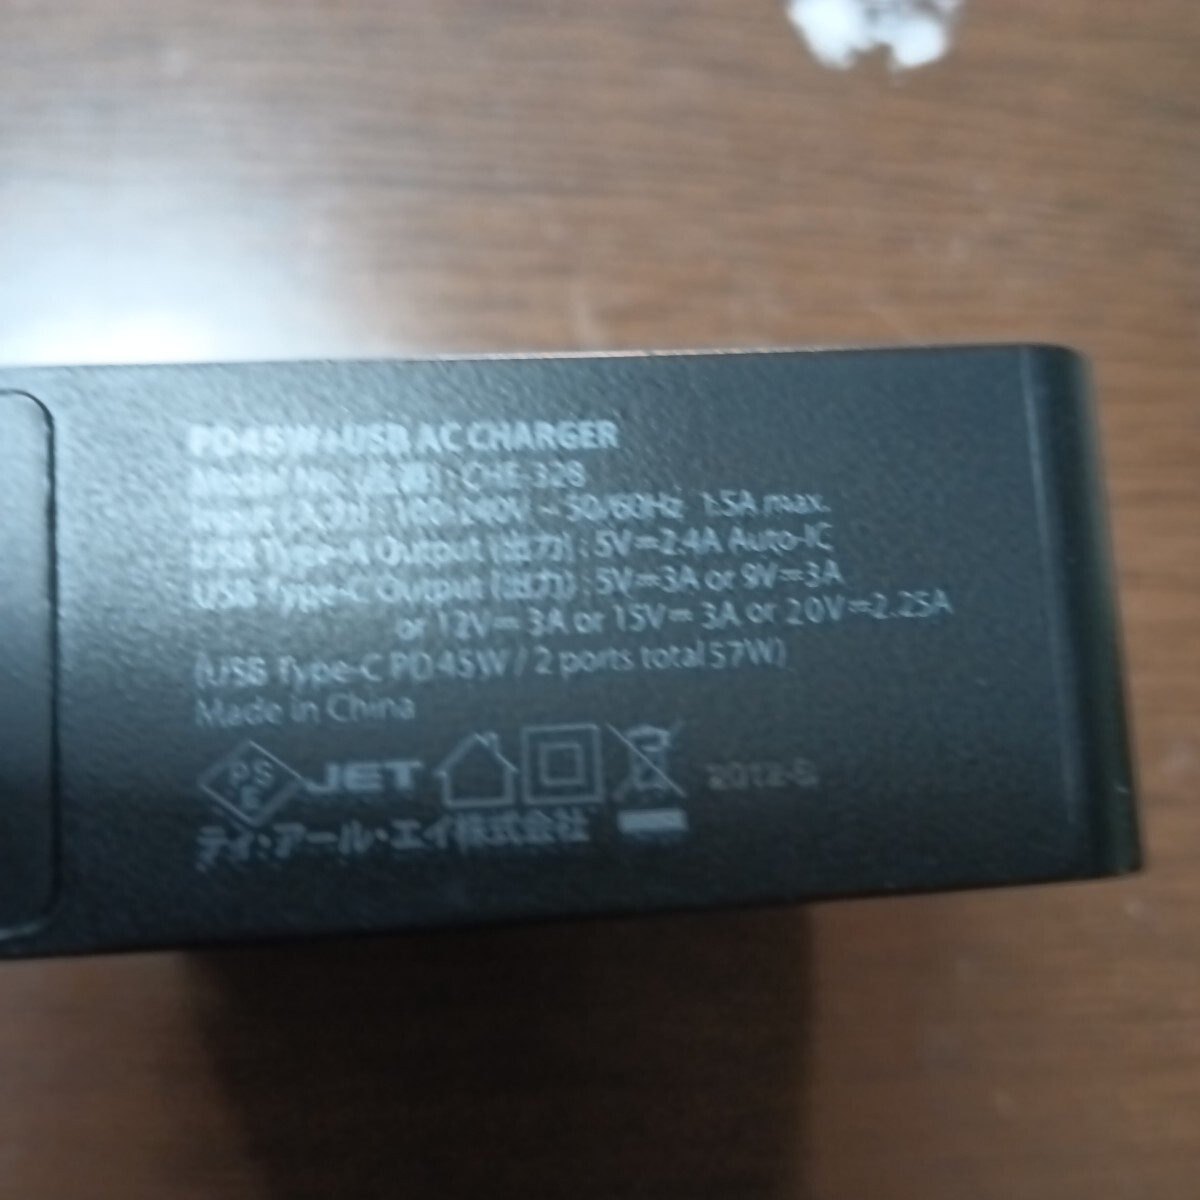 PD45W+USB AC CHARGER
Model No. (品番) : CHE-328
Input (入力) : 100-240V ~ 50/60Hz 1.5A max.
USB Type-A Output (出力) : 5V=2.4A Auto-IC
USB Type-C Output (出力) : 5V=3A or 9V=3A
or 12V=3A or 15V=3A or 20V=2.25A
(USB Type-C PD45W / 2 ports total 57W)
Made in China
PS
E
JET
ティ・アール・エイ株式会社